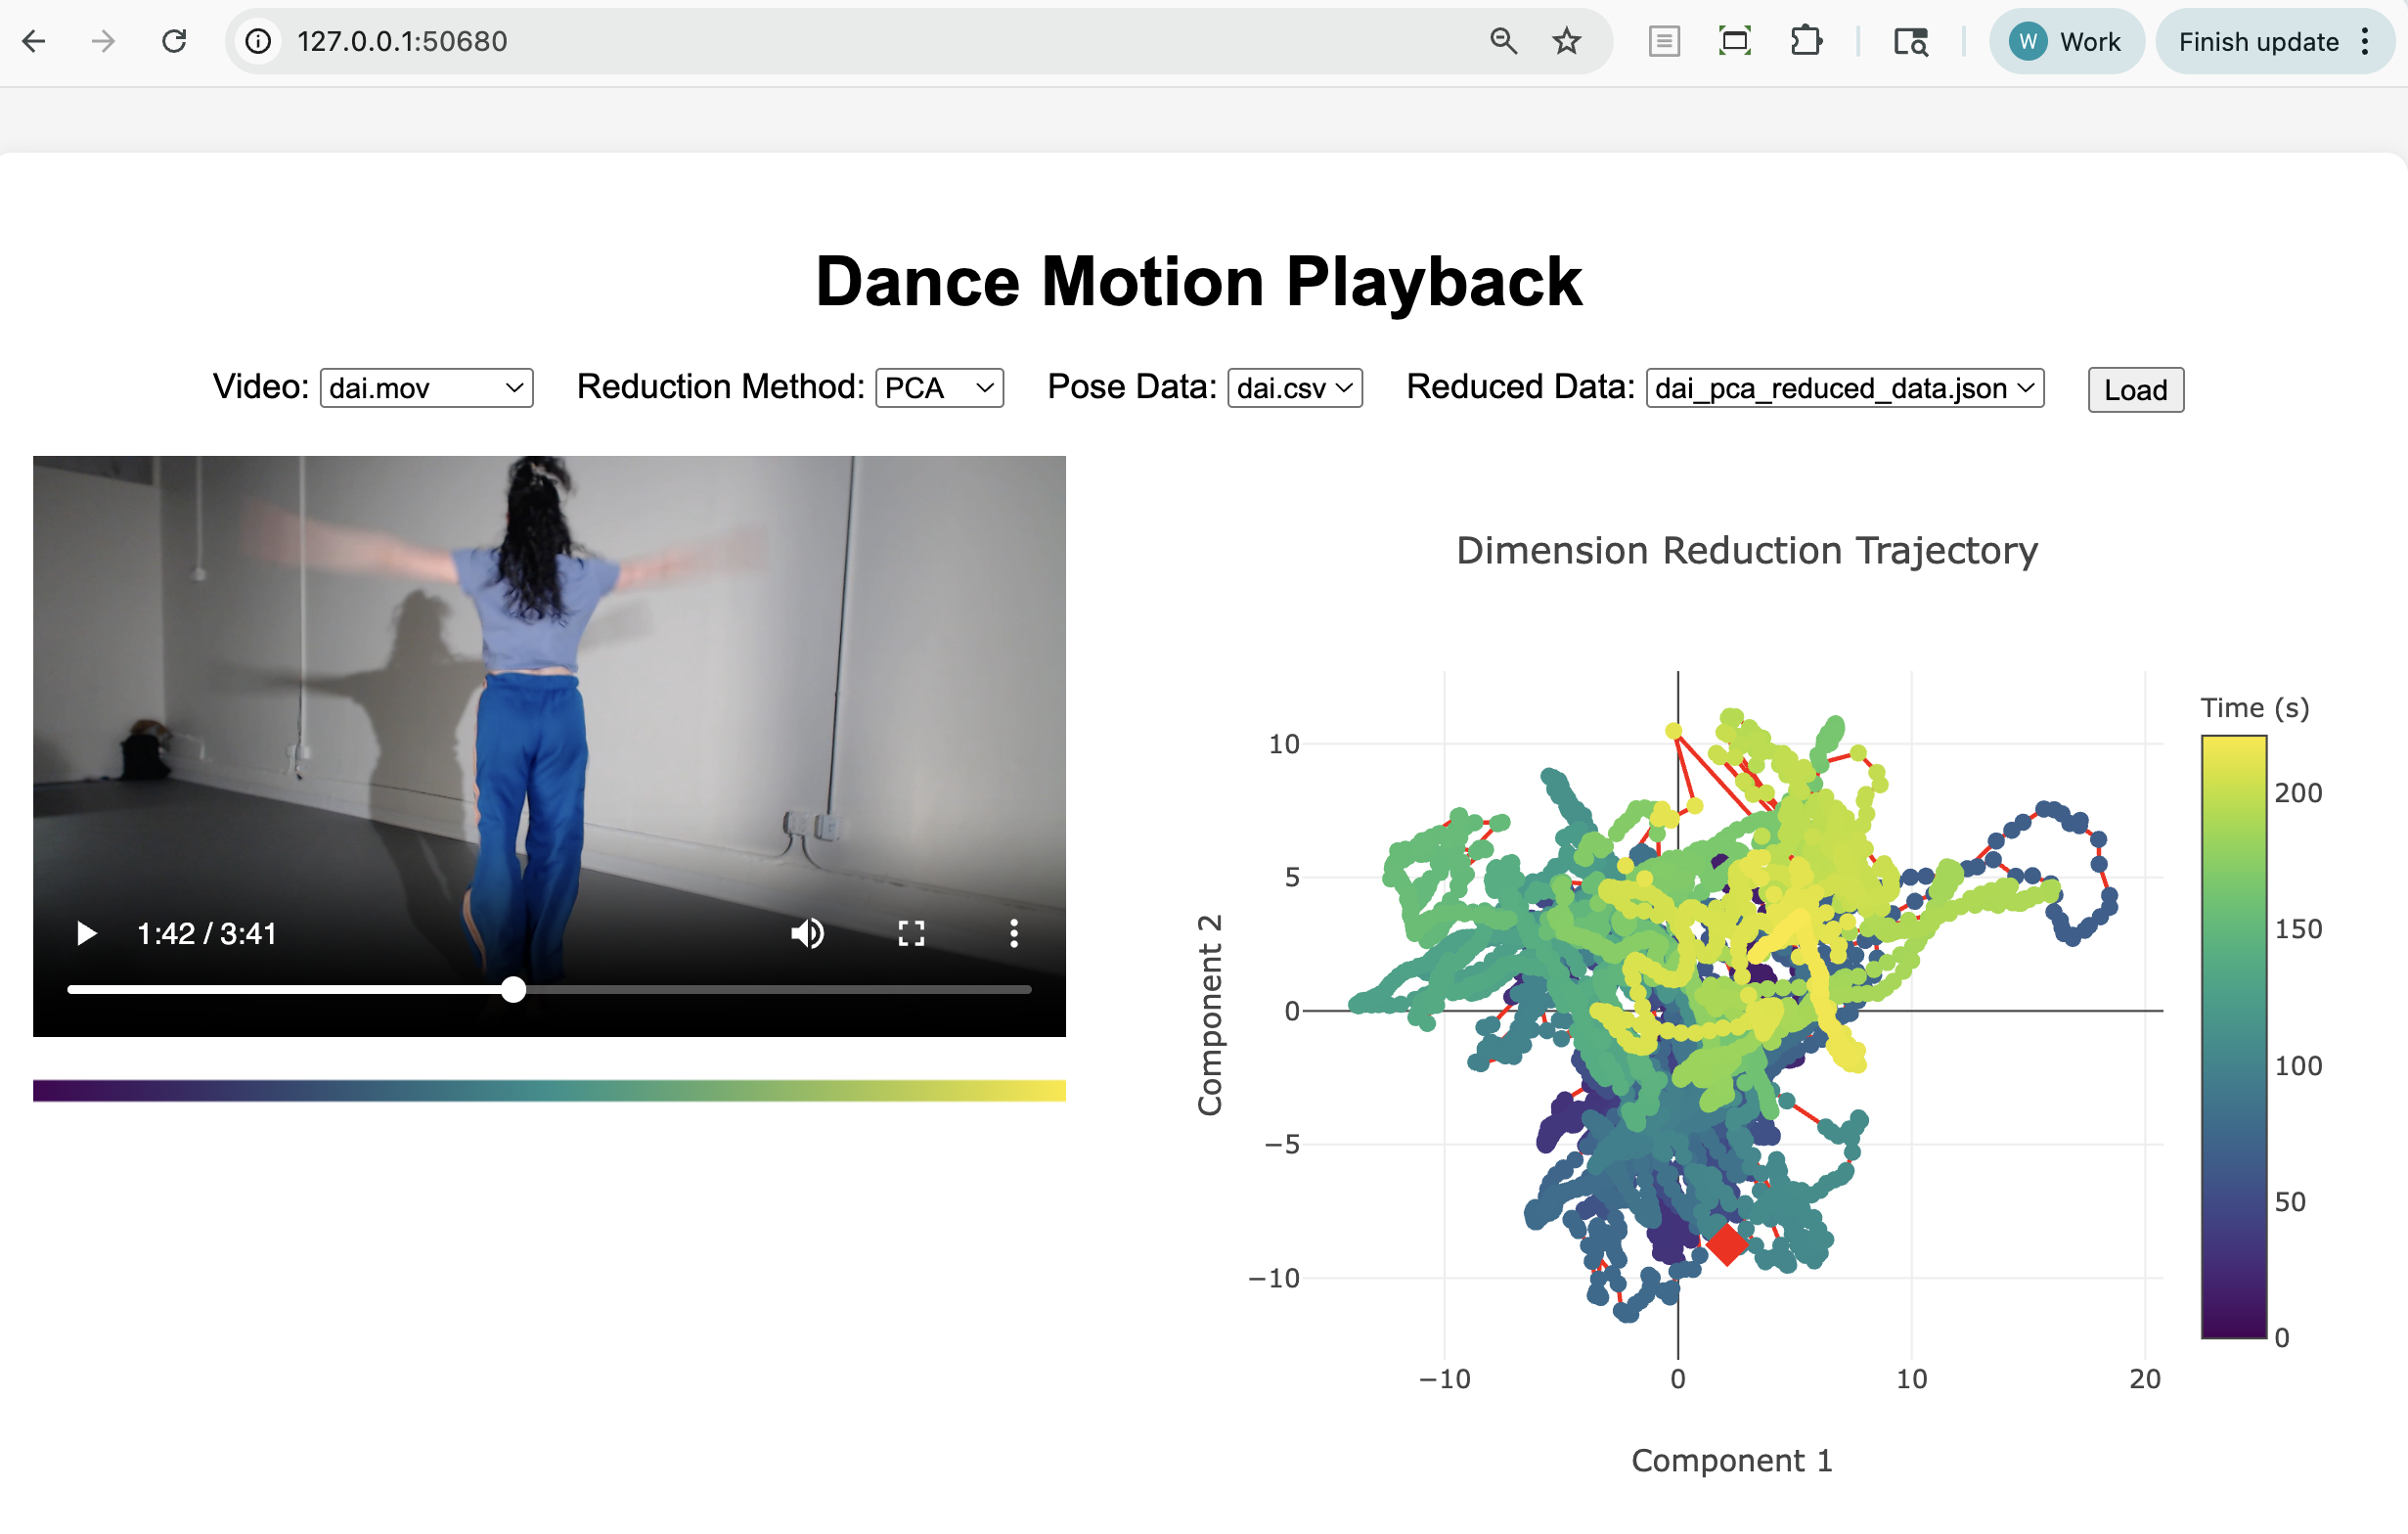 127.0.0.1:50680
W Work
Finish update
Dance Motion Playback
Video: dai.mov Reduction Method: PCA Pose Data: dai.csv Reduced Data: dai_pca_reduced_data.json Load
1:42 / 3:41
Dimension Reduction Trajectory
Component 2
10
5
0
−5
−10
−10 0 10 20
Component 1
Time (s)
200
150
100
50
0